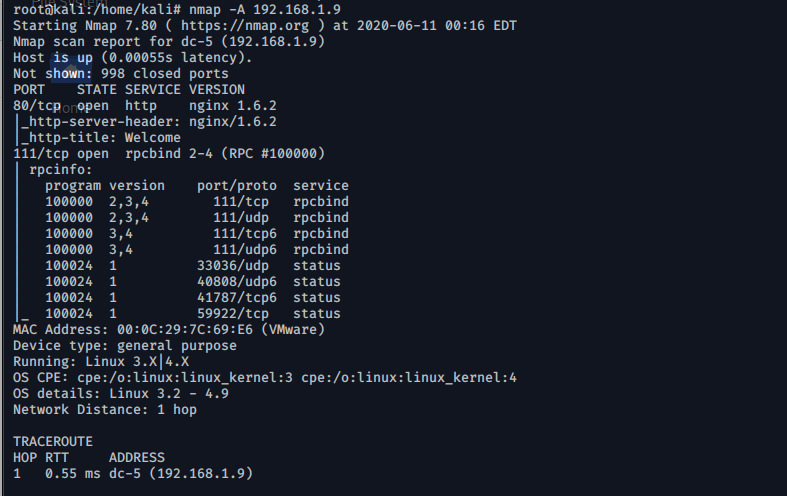 root@kali:/home/kali# nmap -A 192.168.1.9
Starting Nmap 7.80 ( https://nmap.org ) at 2020-06-11 00:16 EDT
Nmap scan report for dc-5 (192.168.1.9)
Host is up (0.00055s latency).
Not shown: 998 closed ports
PORT    STATE SERVICE VERSION
80/tcp  open  http    nginx 1.6.2
|_http-server-header: nginx/1.6.2
|_http-title: Welcome
111/tcp open  rpcbind 2-4 (RPC #100000)
| rpcinfo:
|   program version    port/proto  service
|   100000  2,3,4        111/tcp   rpcbind
|   100000  2,3,4        111/udp   rpcbind
|   100000  3,4          111/tcp6  rpcbind
|   100000  3,4          111/udp6  rpcbind
|   100024  1          33036/udp   status
|   100024  1          40808/udp6  status
|   100024  1          41787/tcp6  status
|_  100024  1          59922/tcp   status
MAC Address: 00:0C:29:7C:69:E6 (VMware)
Device type: general purpose
Running: Linux 3.X|4.X
OS CPE: cpe:/o:linux:linux_kernel:3 cpe:/o:linux:linux_kernel:4
OS details: Linux 3.2 - 4.9
Network Distance: 1 hop

TRACEROUTE
HOP RTT     ADDRESS
1   0.55 ms dc-5 (192.168.1.9)